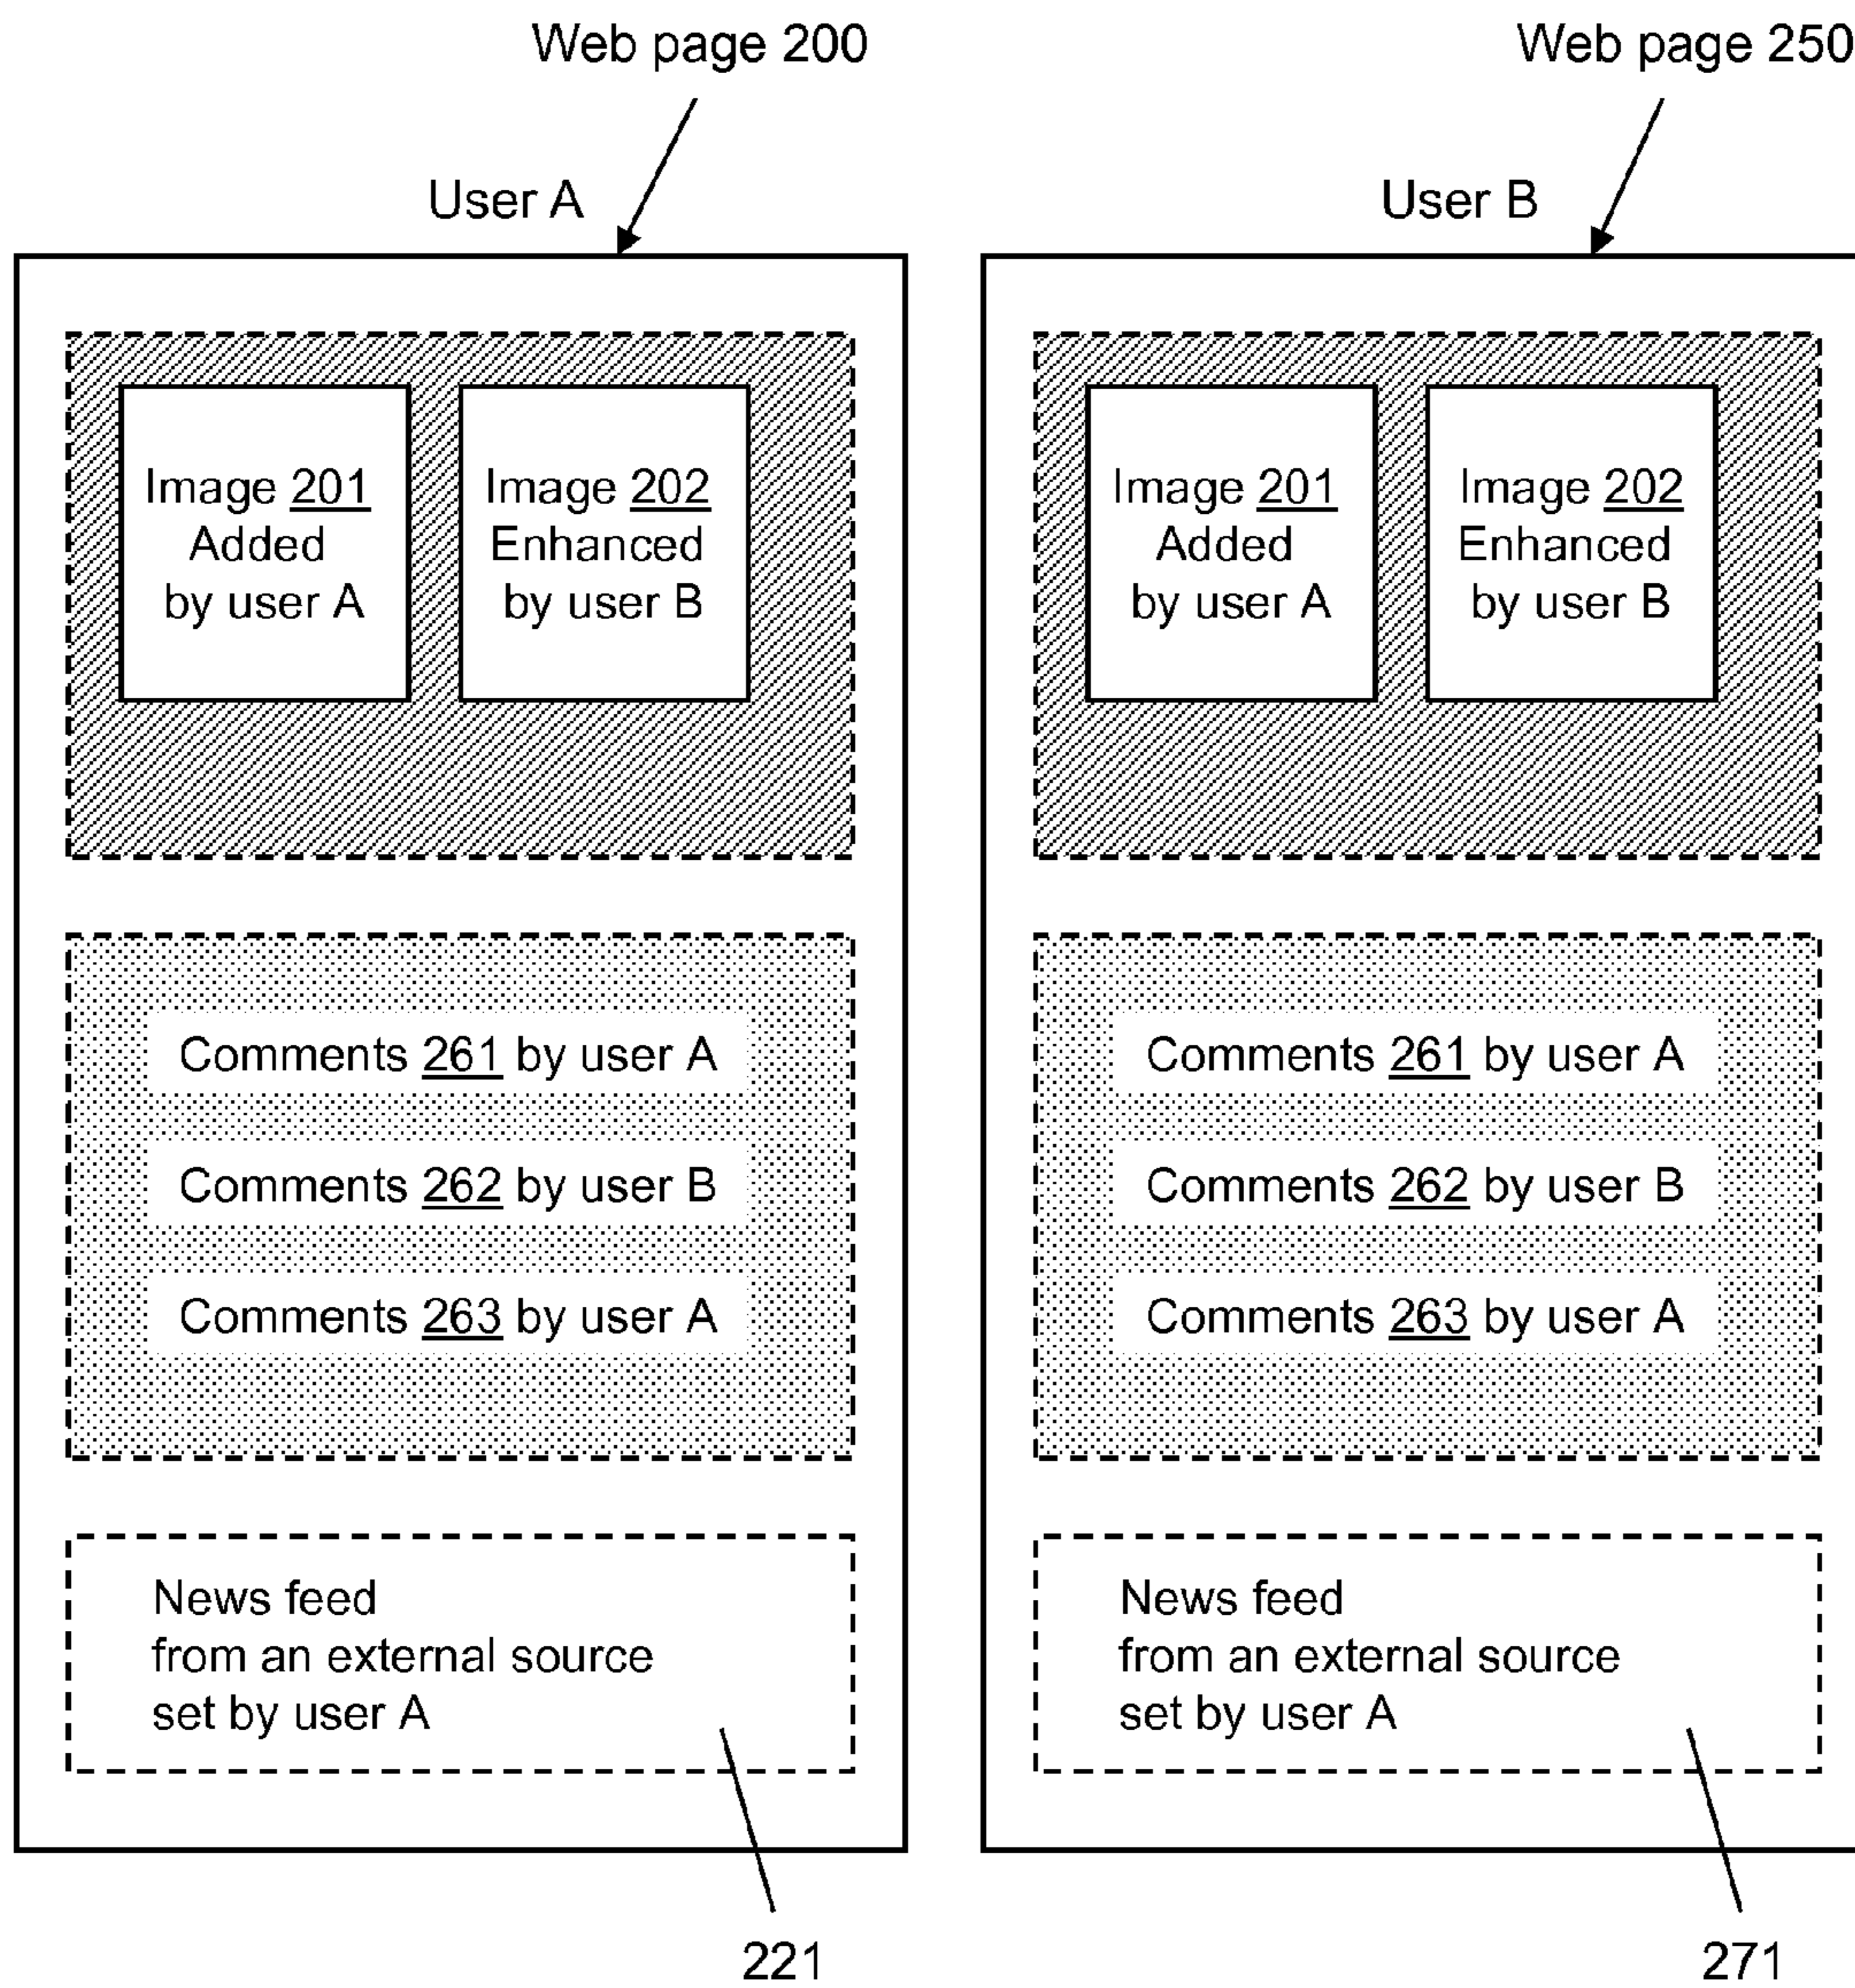 Web page 200
User A
Image 201
Added
by user A
Image 202
Enhanced
by user B
Comments 261 by user A
Comments 262 by user B
Comments 263 by user A
News feed
from an external source
set by user A
221
Web page 250
User B
Image 201
Added
by user A
Image 202
Enhanced
by user B
Comments 261 by user A
Comments 262 by user B
Comments 263 by user A
News feed
from an external source
set by user A
271